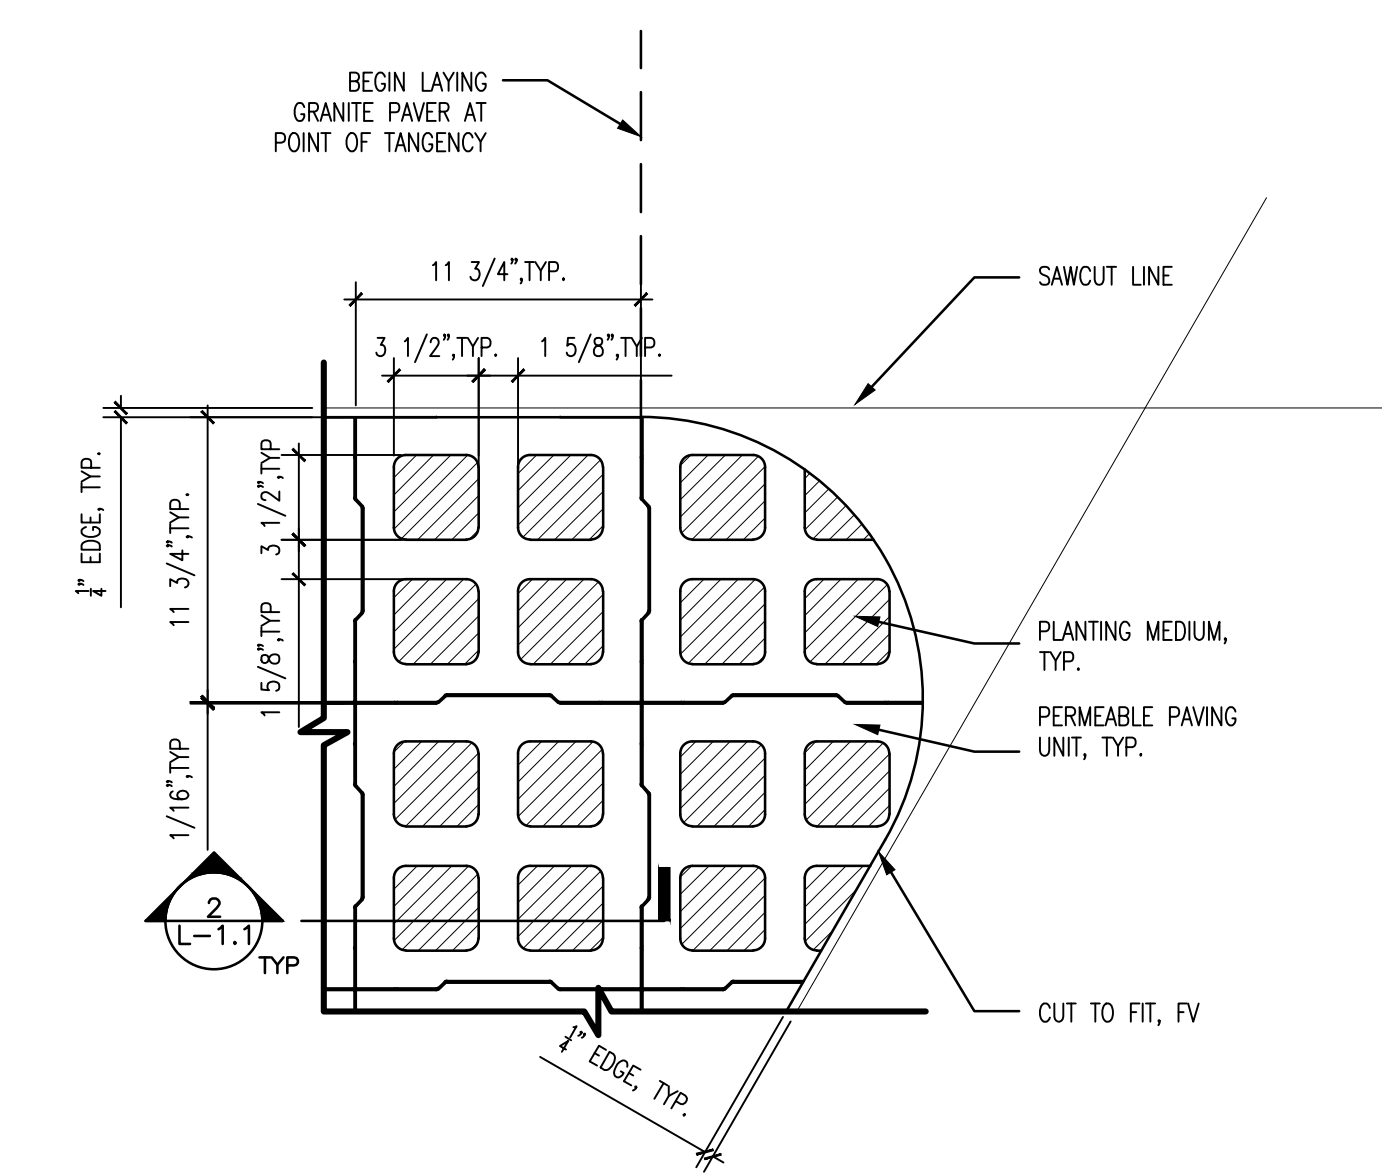 BEGIN LAYING
GRANITE PAVER AT
POINT OF TANGENCY
11 3/4”,TYP.
SAWCUT LINE
3 1/2”,TYP.
1 5/8”,TYP.
1/4” EDGE, TYP.
11 3/4”,TYP.
3 1/2”,TYP
1 5/8”,TYP
1/16”,TYP
PLANTING MEDIUM,
TYP.
PERMEABLE PAVING
UNIT, TYP.
2
L-1.1
TYP
CUT TO FIT, FV
1/4” EDGE, TYP.